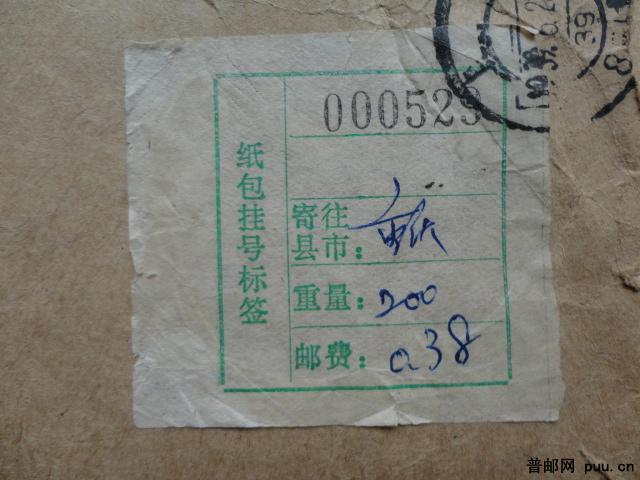 000523
纸包挂号标签
寄往
县市:
重量: 200
邮费: 0.38
39
普邮网 puu.cn